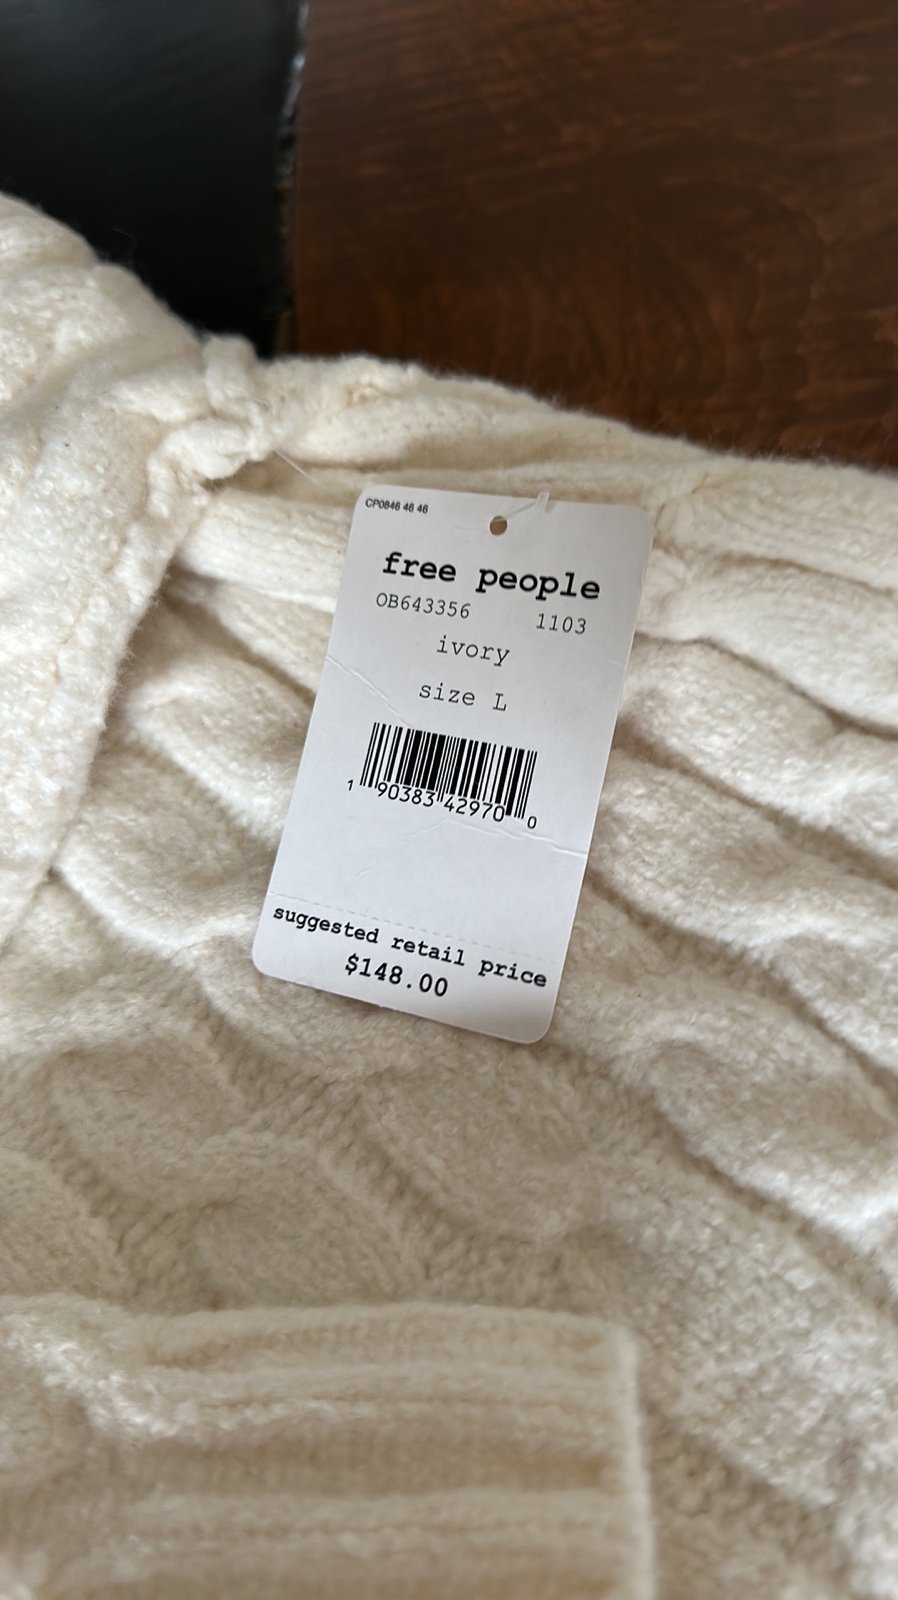 CP0846 46 46
free people
OB643356 1103
ivory
size L
1 90383 42970 0
suggested retail price
$148.00